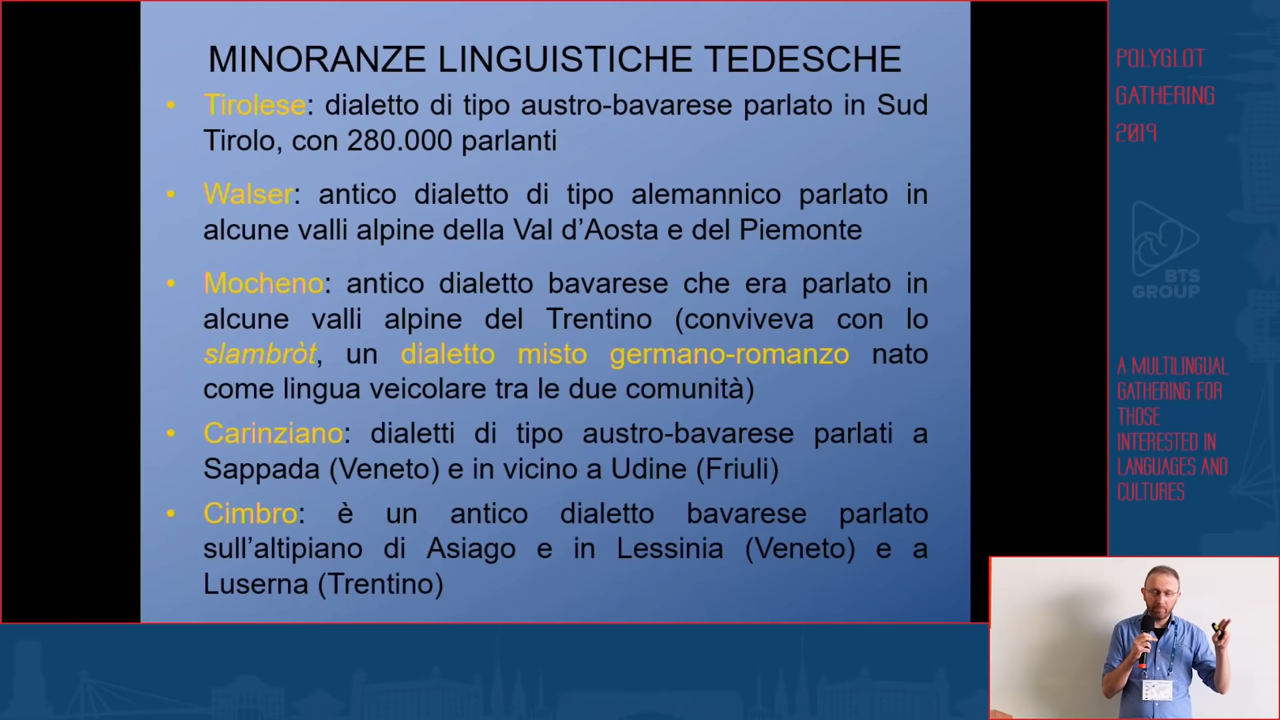 MINORANZE LINGUISTICHE TEDESCHE
• Tirolese: dialetto di tipo austro-bavarese parlato in Sud
Tirolo, con 280.000 parlanti
• Walser: antico dialetto di tipo alemannico parlato in
alcune valli alpine della Val d’Aosta e del Piemonte
• Mocheno: antico dialetto bavarese che era parlato in
alcune valli alpine del Trentino (conviveva con lo
slambròt, un dialetto misto germano-romanzo nato
come lingua veicolare tra le due comunità)
• Carinziano: dialetti di tipo austro-bavarese parlati a
Sappada (Veneto) e in vicino a Udine (Friuli)
• Cimbro: è un antico dialetto bavarese parlato
sull’altipiano di Asiago e in Lessinia (Veneto) e a
Luserna (Trentino)
POLYGLOT
GATHERING
2019
BTS
GROUP
A MULTILINGUAL
GATHERING FOR
THOSE
INTERESTED IN
LANGUAGES AND
CULTURES